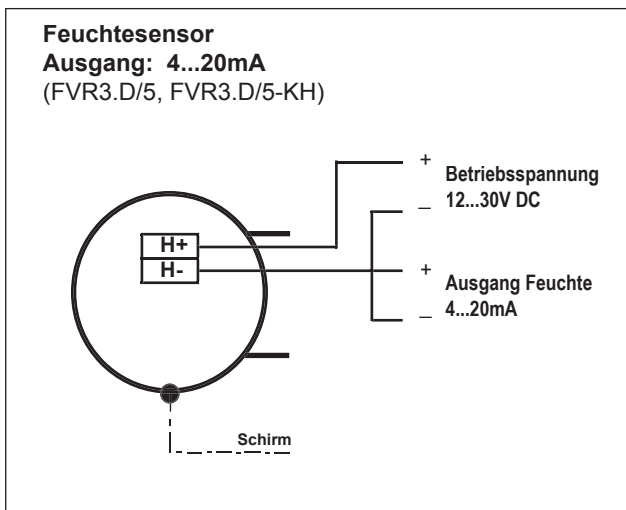 Feuchtesensor
Ausgang: 4...20mA
(FVR3.D/5, FVR3.D/5-KH)
+
Betriebsspannung
12...30V DC
–
H+
H-
+
Ausgang Feuchte
4...20mA
–
Schirm